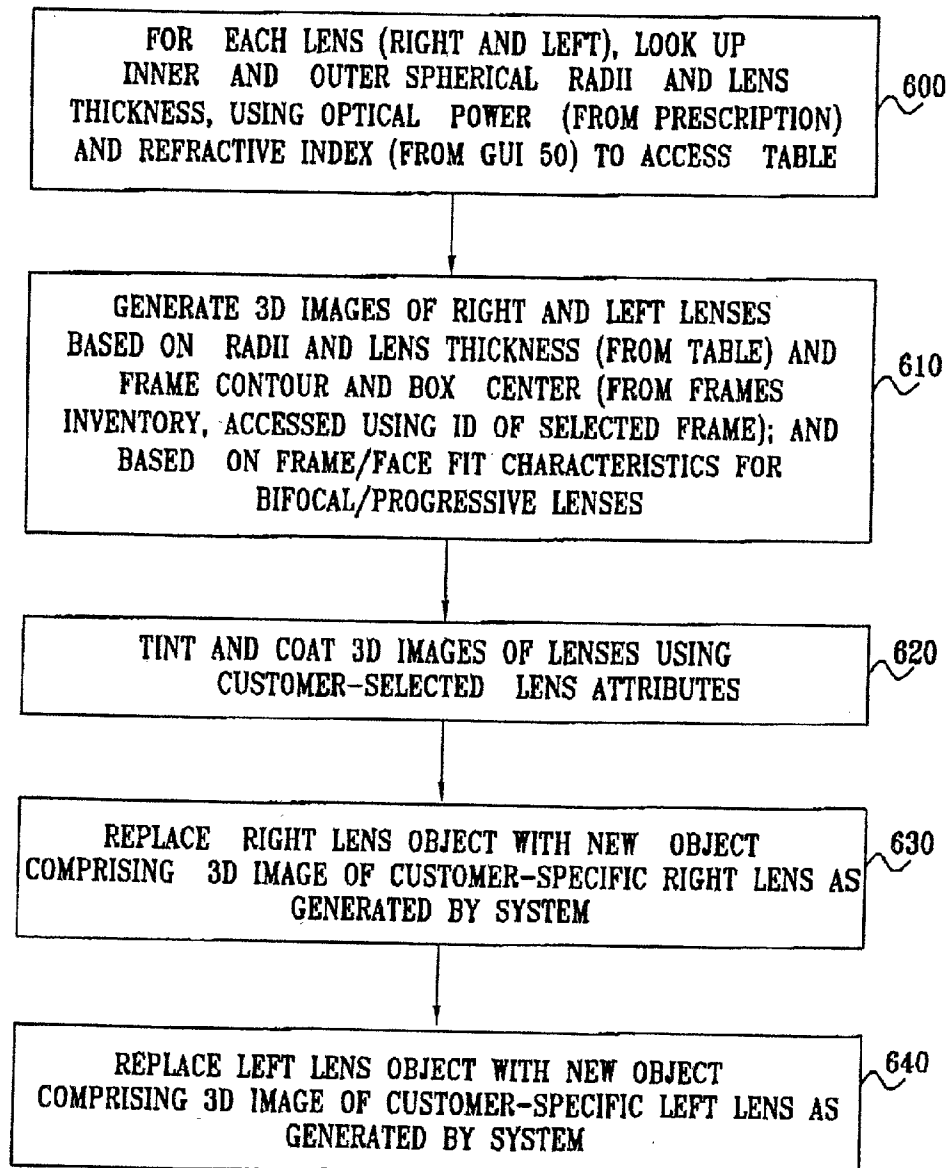 FOR EACH LENS (RIGHT AND LEFT), LOOK UP
INNER AND OUTER SPHERICAL RADII AND LENS
THICKNESS, USING OPTICAL POWER (FROM PRESCRIPTION)
AND REFRACTIVE INDEX (FROM GUI 50) TO ACCESS TABLE
600
GENERATE 3D IMAGES OF RIGHT AND LEFT LENSES
BASED ON RADII AND LENS THICKNESS (FROM TABLE) AND
FRAME CONTOUR AND BOX CENTER (FROM FRAMES
INVENTORY, ACCESSED USING ID OF SELECTED FRAME); AND
BASED ON FRAME/FACE FIT CHARACTERISTICS FOR
BIFOCAL/PROGRESSIVE LENSES
610
TINT AND COAT 3D IMAGES OF LENSES USING
CUSTOMER-SELECTED LENS ATTRIBUTES
620
REPLACE RIGHT LENS OBJECT WITH NEW OBJECT
COMPRISING 3D IMAGE OF CUSTOMER-SPECIFIC RIGHT LENS AS
GENERATED BY SYSTEM
630
REPLACE LEFT LENS OBJECT WITH NEW OBJECT
COMPRISING 3D IMAGE OF CUSTOMER-SPECIFIC LEFT LENS AS
GENERATED BY SYSTEM
640